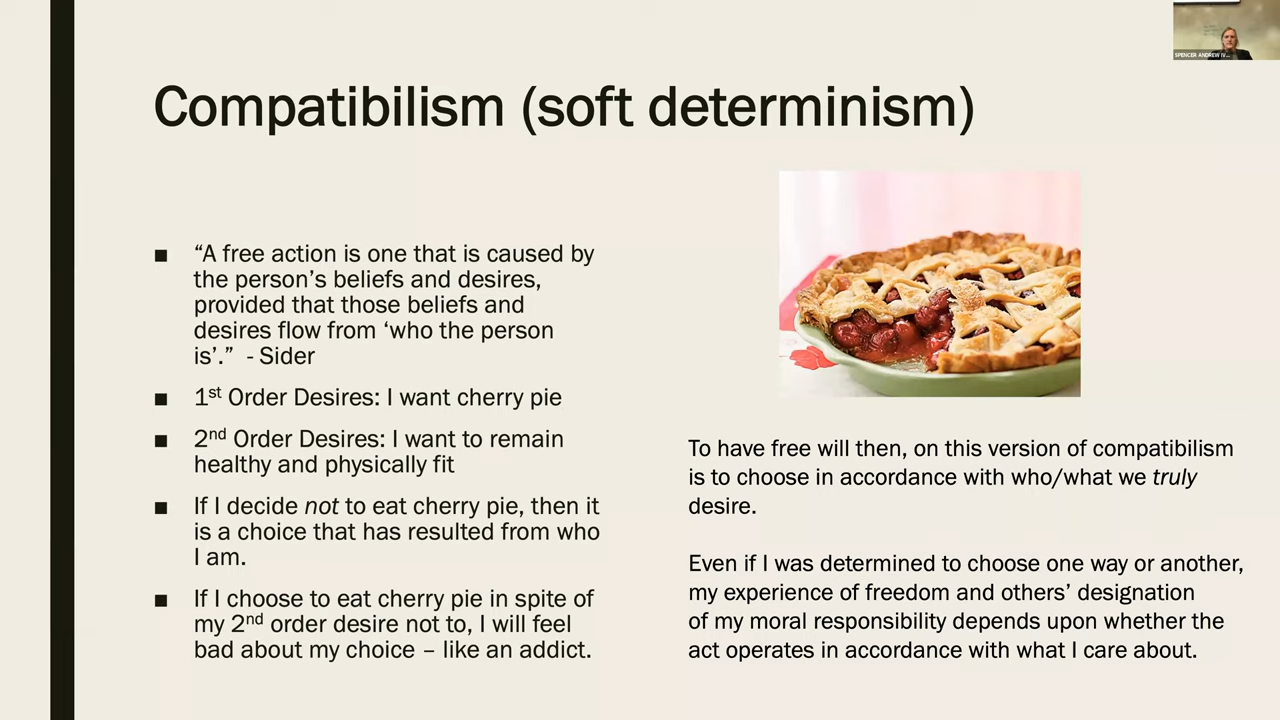 SPENCER ANDREW IV...
Compatibilism (soft determinism)
■ “A free action is one that is caused by
the person’s beliefs and desires,
provided that those beliefs and
desires flow from ‘who the person
is’.”  - Sider
■ 1st Order Desires: I want cherry pie
■ 2nd Order Desires: I want to remain
healthy and physically fit
■ If I decide not to eat cherry pie, then it
is a choice that has resulted from who
I am.
■ If I choose to eat cherry pie in spite of
my 2nd order desire not to, I will feel
bad about my choice – like an addict.
To have free will then, on this version of compatibilism
is to choose in accordance with who/what we truly
desire.
Even if I was determined to choose one way or another,
my experience of freedom and others’ designation
of my moral responsibility depends upon whether the
act operates in accordance with what I care about.